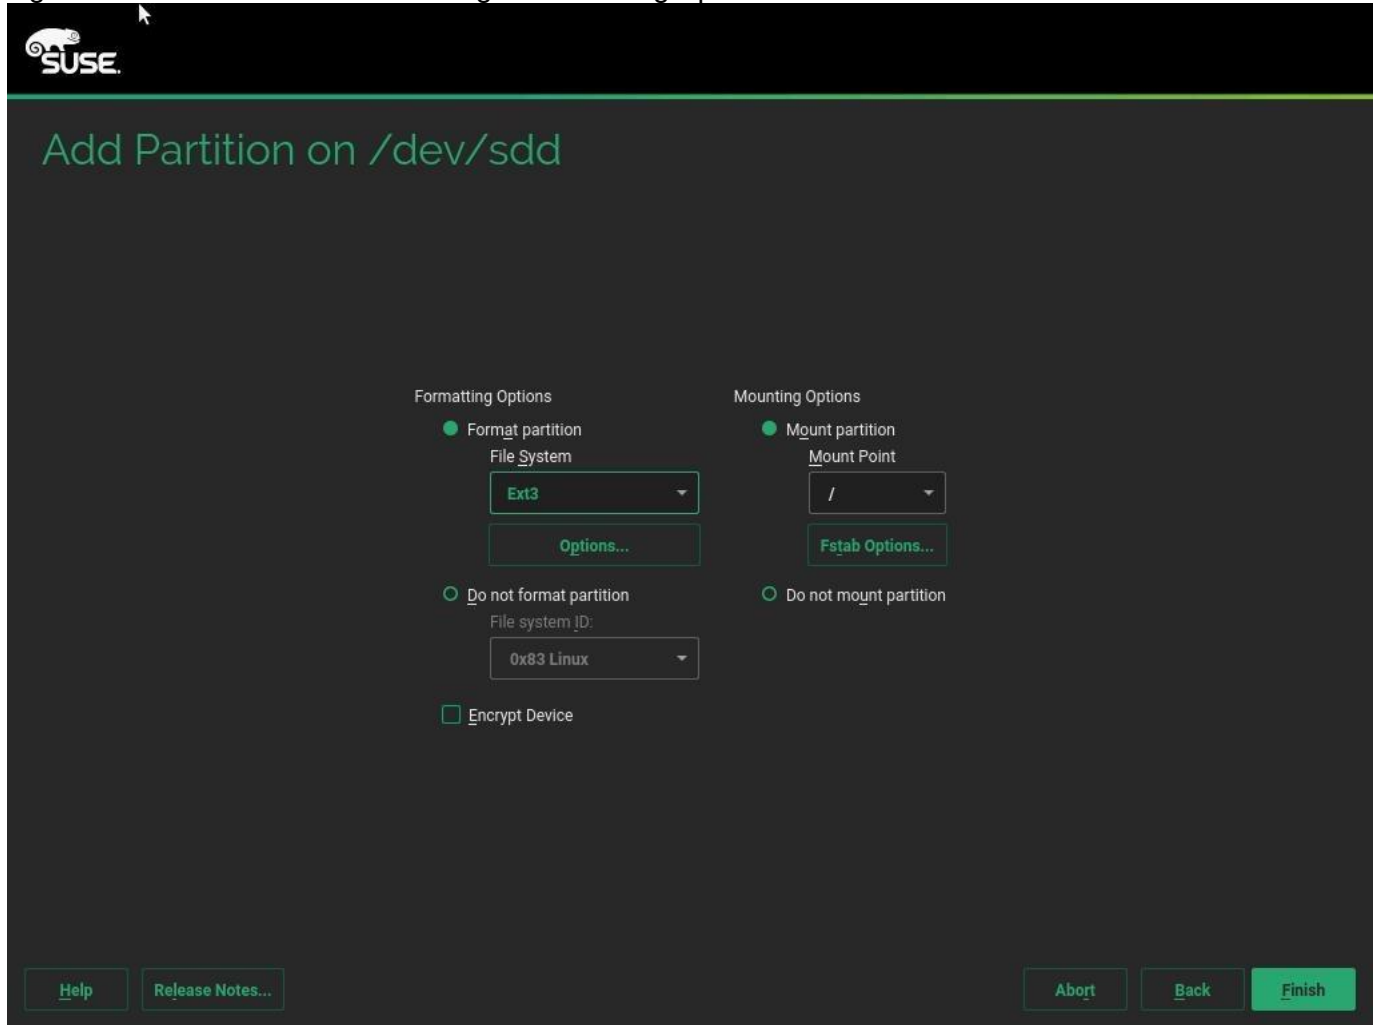 SUSE.
Add Partition on /dev/sdd
Formatting Options
Mounting Options
Format partition
Mount partition
File System
Mount Point
Ext3
/
Options...
Fstab Options...
Do not format partition
Do not mount partition
File system ID:
0x83 Linux
Encrypt Device
Help
Release Notes...
Abort
Back
Finish